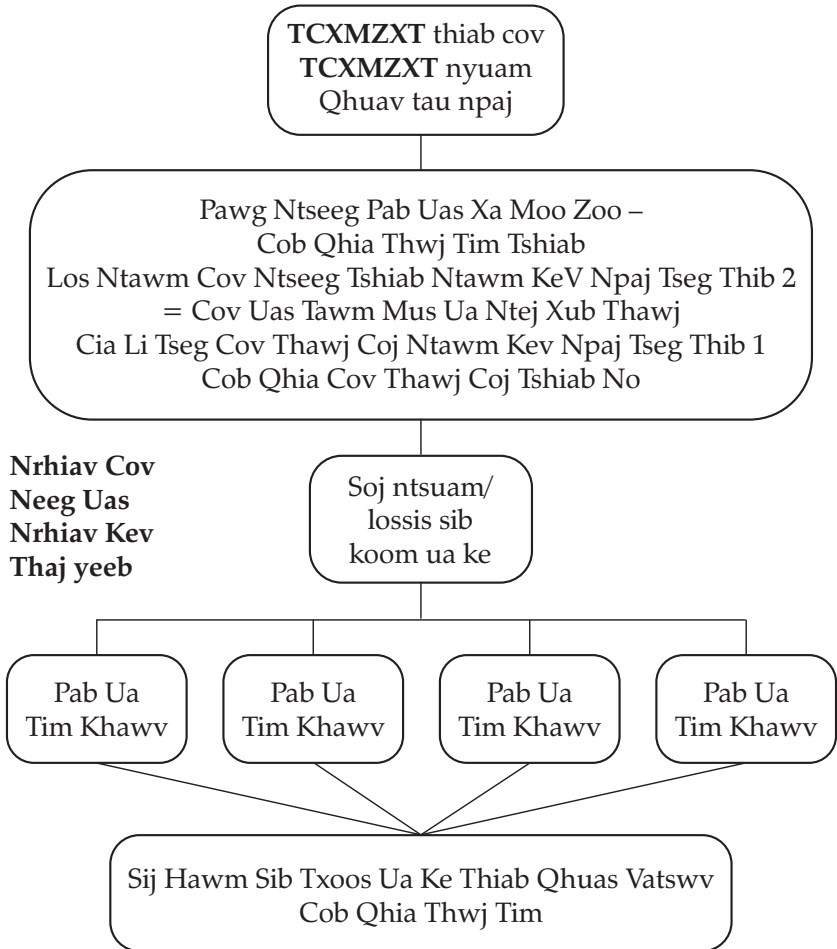 TCXMZXT thiab cov
TCXMZXT nyuam
Qhuav tau npaj
Pawg Ntseeg Pab Uas Xa Moo Zoo –
Cob Qhia Thwj Tim Tshiab
Los Ntawm Cov Ntseeg Tshiab Ntawm KeV Npaj Tseg Thib 2
= Cov Uas Tawm Mus Ua Ntej Xub Thawj
Cia Li Tseg Cov Thawj Coj Ntawm Kev Npaj Tseg Thib 1
Cob Qhia Cov Thawj Coj Tshiab No
Nrhiav Cov
Neeg Uas
Nrhiav Kev
Thaj yeeb
Soj ntsuam/
lossis sib
koom ua ke
Pab Ua
Tim Khawv
Pab Ua
Tim Khawv
Pab Ua
Tim Khawv
Pab Ua
Tim Khawv
Sij Hawm Sib Txoos Ua Ke Thiab Qhuas Vatswv
Cob Qhia Thwj Tim